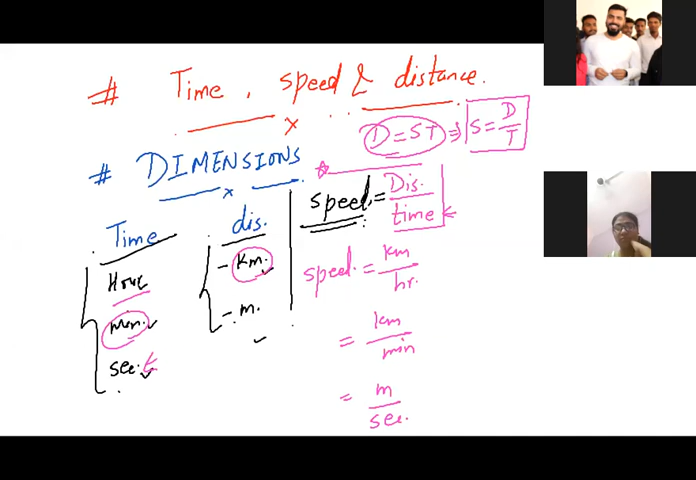 # Time, speed & distance.
D = ST ⇒ S = D/T
# DIMENSIONS
speed = Dis./time
Time
Hour
min.
sec.
dis.
- Km.
- m.
speed = km/hr.
= km/min
= m/sec.